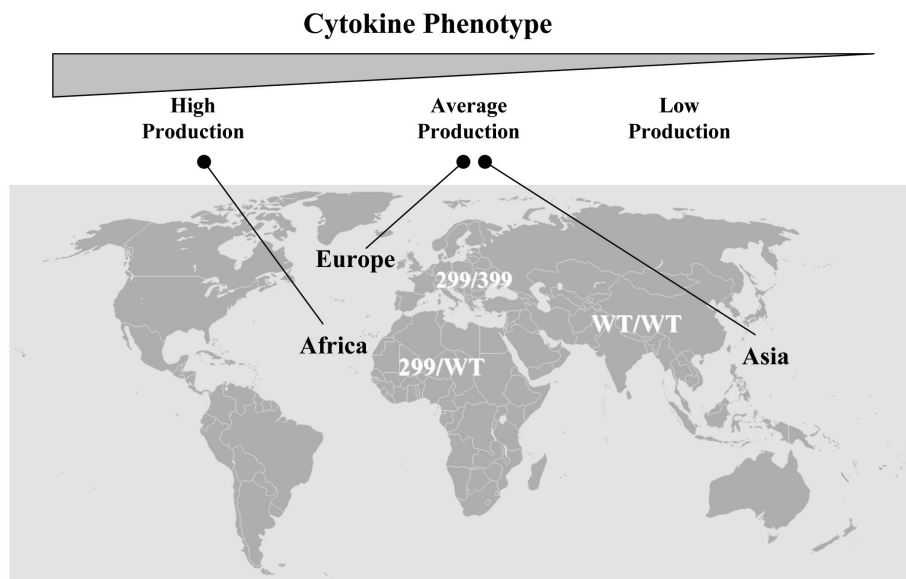 Cytokine Phenotype
High
Production
Average
Production
Low
Production
Europe
299/399
WT/WT
Africa
299/WT
Asia